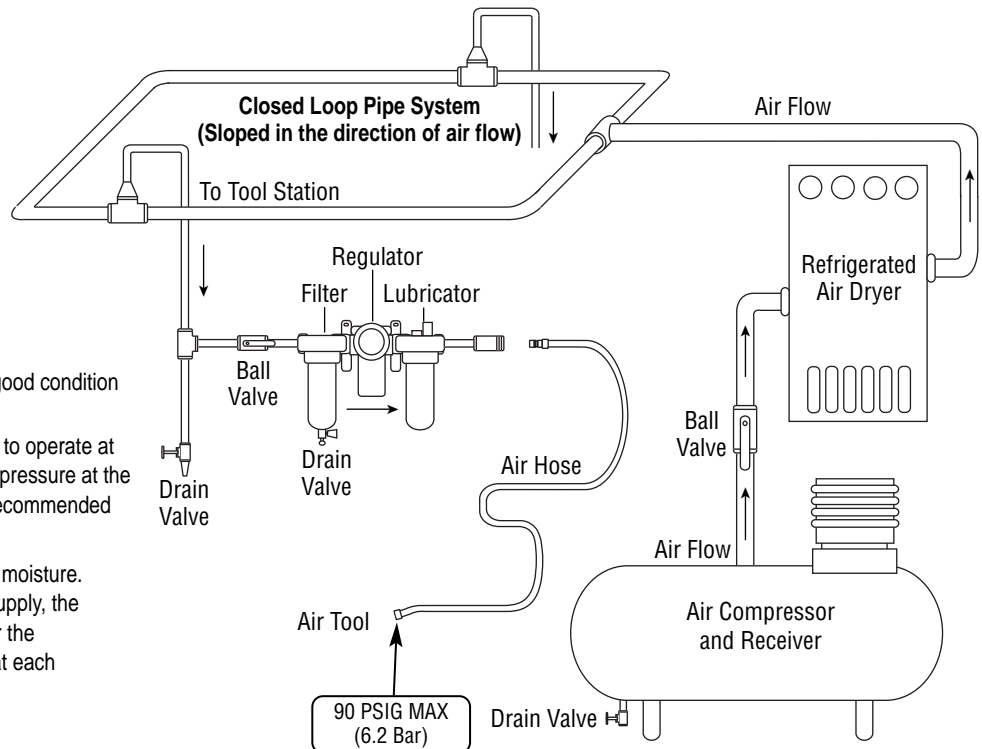 Closed Loop Pipe System
(Sloped in the direction of air flow)
Air Flow
To Tool Station
Regulator
Filter
Lubricator
Refrigerated
Air Dryer
Ball
Valve
Drain
Valve
Drain
Valve
Air Hose
Ball
Valve
Air Flow
Air Tool
Air Compressor
and Receiver
90 PSIG MAX
(6.2 Bar)
Drain Valve
good condition
to operate at
pressure at the
ecommended
moisture.
upply, the
r the
at each